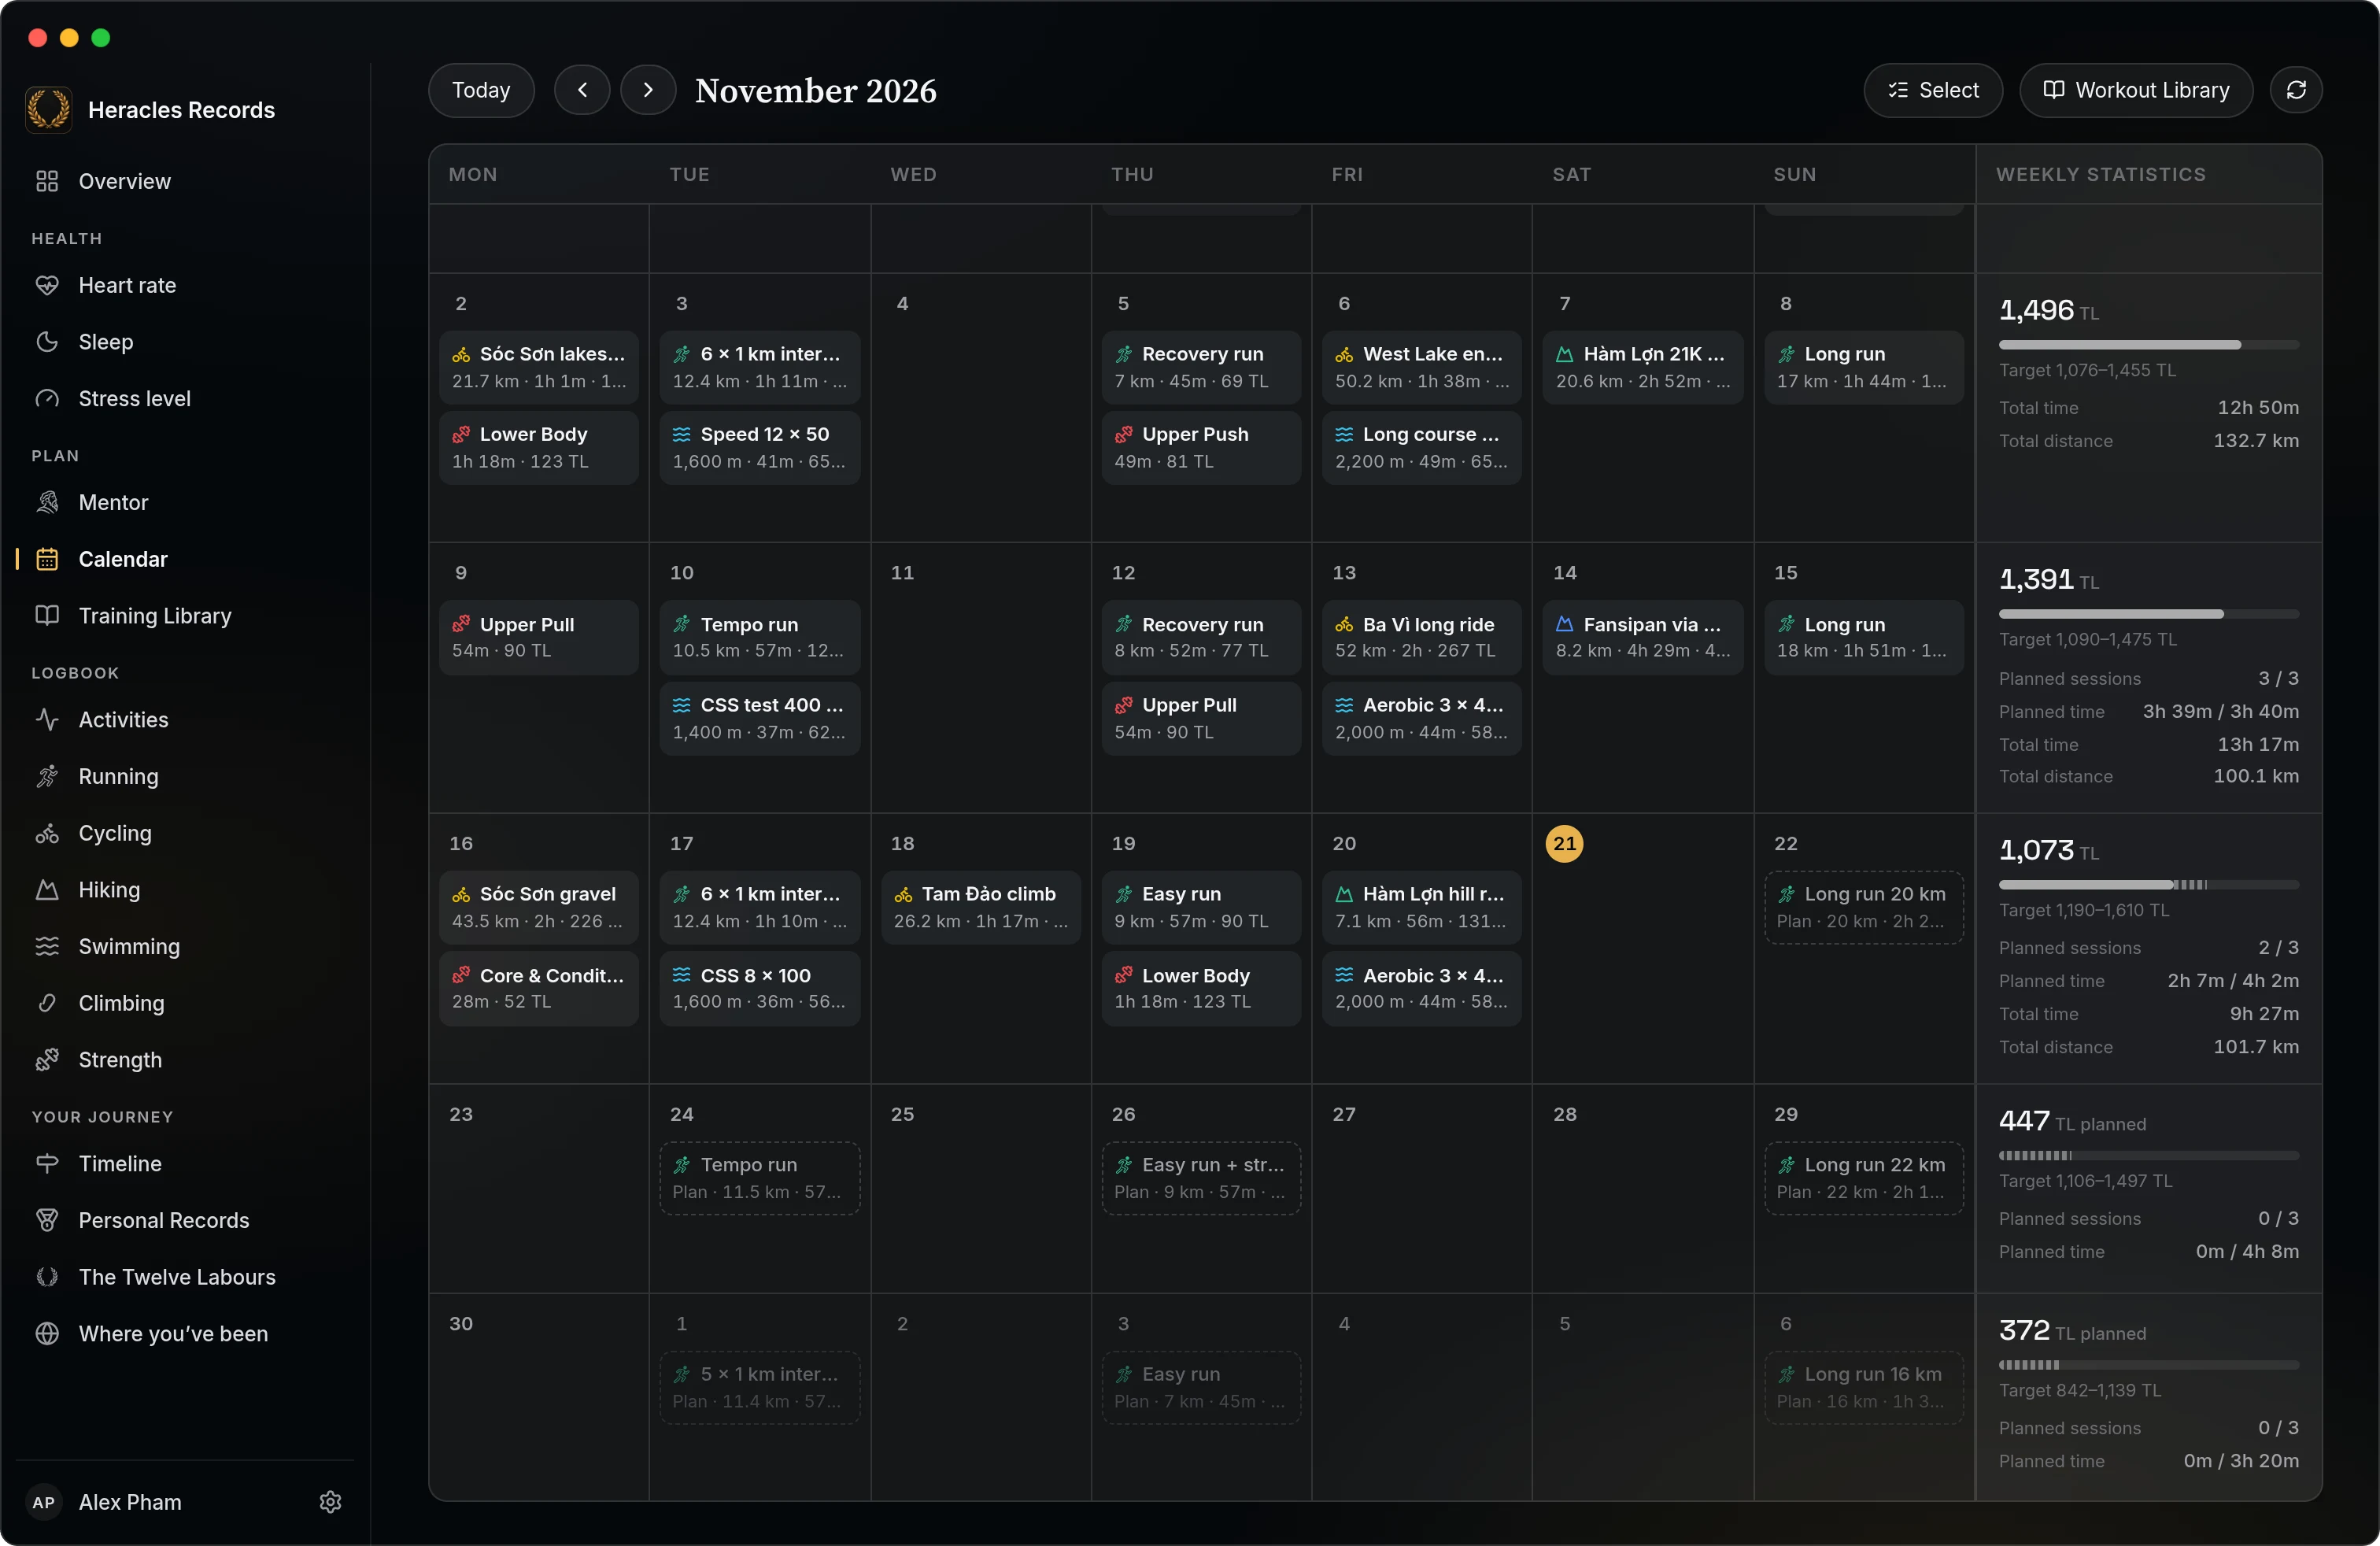 Heracles Records
Overview
HEALTH
Heart rate
Sleep
Stress level
PLAN
Mentor
Calendar
Training Library
LOGBOOK
Activities
Running
Cycling
Hiking
Swimming
Climbing
Strength
YOUR JOURNEY
Timeline
Personal Records
The Twelve Labours
Where you’ve been
AP Alex Pham
Today November 2026 Select Workout Library
MON TUE WED THU FRI SAT SUN WEEKLY STATISTICS
2
Sóc Sơn lakes...
21.7 km · 1h 1m · 1...
Lower Body
1h 18m · 123 TL
3
6 × 1 km inter...
12.4 km · 1h 11m · ...
Speed 12 × 50
1,600 m · 41m · 65...
4
5
Recovery run
7 km · 45m · 69 TL
Upper Push
49m · 81 TL
6
West Lake en...
50.2 km · 1h 38m · ...
Long course ...
2,200 m · 49m · 65...
7
Hàm Lợn 21K ...
20.6 km · 2h 52m · ...
8
Long run
17 km · 1h 44m · 1...
1,496 TL
Target 1,076–1,455 TL
Total time 12h 50m
Total distance 132.7 km
9
Upper Pull
54m · 90 TL
10
Tempo run
10.5 km · 57m · 12...
CSS test 400 ...
1,400 m · 37m · 62...
11
12
Recovery run
8 km · 52m · 77 TL
Upper Pull
54m · 90 TL
13
Ba Vì long ride
52 km · 2h · 267 TL
Aerobic 3 × 4...
2,000 m · 44m · 58...
14
Fansipan via ...
8.2 km · 4h 29m · 4...
15
Long run
18 km · 1h 51m · 1...
1,391 TL
Target 1,090–1,475 TL
Planned sessions 3 / 3
Planned time 3h 39m / 3h 40m
Total time 13h 17m
Total distance 100.1 km
16
Sóc Sơn gravel
43.5 km · 2h · 226 ...
Core & Condit...
28m · 52 TL
17
6 × 1 km inter...
12.4 km · 1h 10m · ...
CSS 8 × 100
1,600 m · 36m · 56...
18
Tam Đảo climb
26.2 km · 1h 17m · ...
19
Easy run
9 km · 57m · 90 TL
Lower Body
1h 18m · 123 TL
20
Hàm Lợn hill r...
7.1 km · 56m · 131...
Aerobic 3 × 4...
2,000 m · 44m · 58...
21
22
Long run 20 km
Plan · 20 km · 2h 2...
1,073 TL
Target 1,190–1,610 TL
Planned sessions 2 / 3
Planned time 2h 7m / 4h 2m
Total time 9h 27m
Total distance 101.7 km
23
24
Tempo run
Plan · 11.5 km · 57...
25
26
Easy run + str...
Plan · 9 km · 57m · ...
27
28
29
Long run 22 km
Plan · 22 km · 2h 1...
447 TL planned
Target 1,106–1,497 TL
Planned sessions 0 / 3
Planned time 0m / 4h 8m
30
1
5 × 1 km inter...
Plan · 11.4 km · 57...
2
3
Easy run
Plan · 7 km · 45m · ...
4
5
6
Long run 16 km
Plan · 16 km · 1h 3...
372 TL planned
Target 842–1,139 TL
Planned sessions 0 / 3
Planned time 0m / 3h 20m